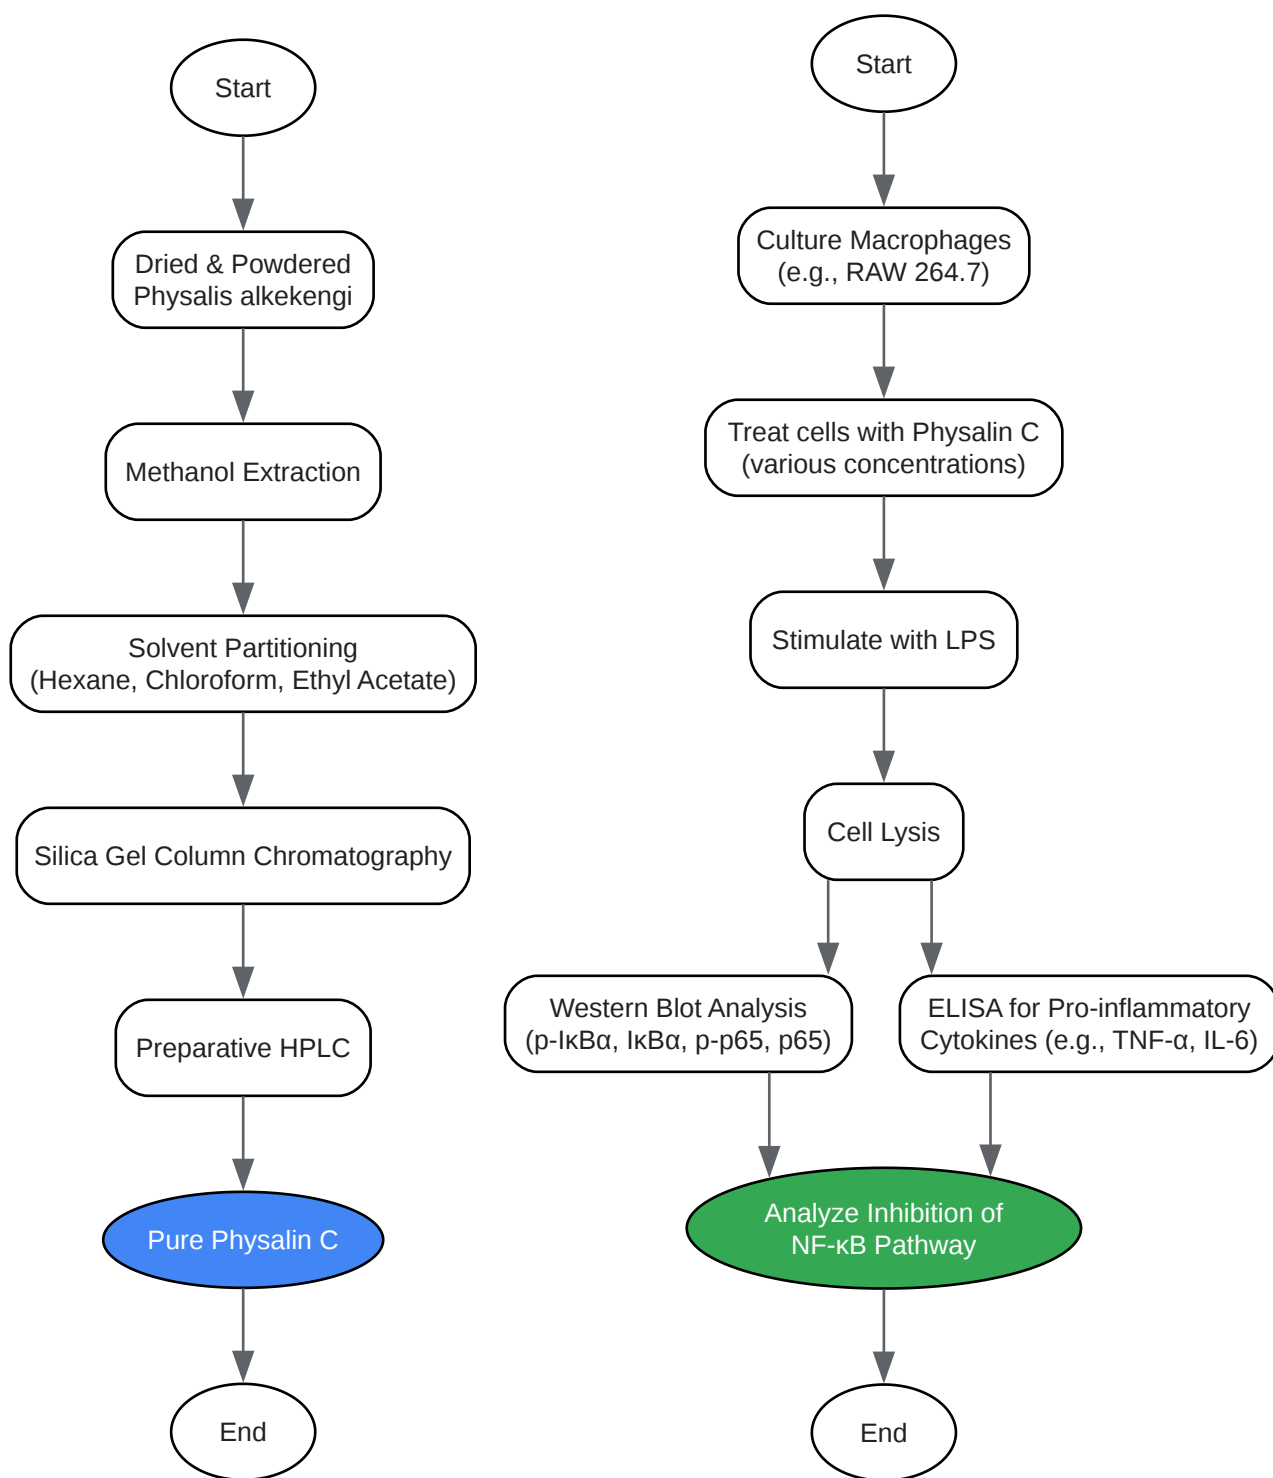 Start
Dried & Powdered
Physalis alkekengi
Methanol Extraction
Solvent Partitioning
(Hexane, Chloroform, Ethyl Acetate)
Silica Gel Column Chromatography
Preparative HPLC
Pure Physalin C
End
Start
Culture Macrophages
(e.g., RAW 264.7)
Treat cells with Physalin C
(various concentrations)
Stimulate with LPS
Cell Lysis
Western Blot Analysis
(p-IκBα, IκBα, p-p65, p65)
ELISA for Pro-inflammatory
Cytokines (e.g., TNF-α, IL-6)
Analyze Inhibition of
NF-κB Pathway
End